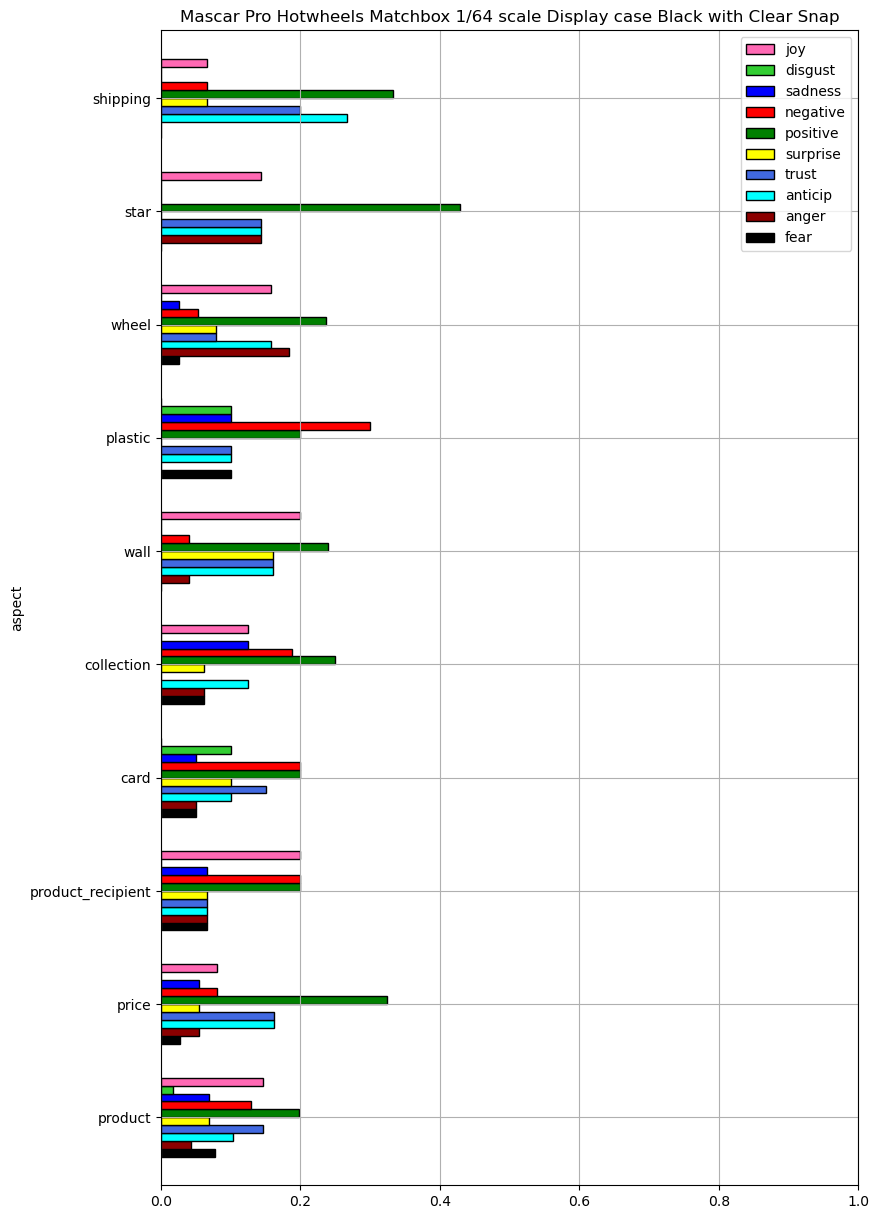 Mascar Pro Hotwheels Matchbox 1/64 scale Display case Black with Clear Snap
joy
disgust
sadness
negative
positive
surprise
trust
anticip
anger
fear
shipping
star
wheel
plastic
wall
collection
card
product_recipient
price
product
aspect
0.0 0.2 0.4 0.6 0.8 1.0